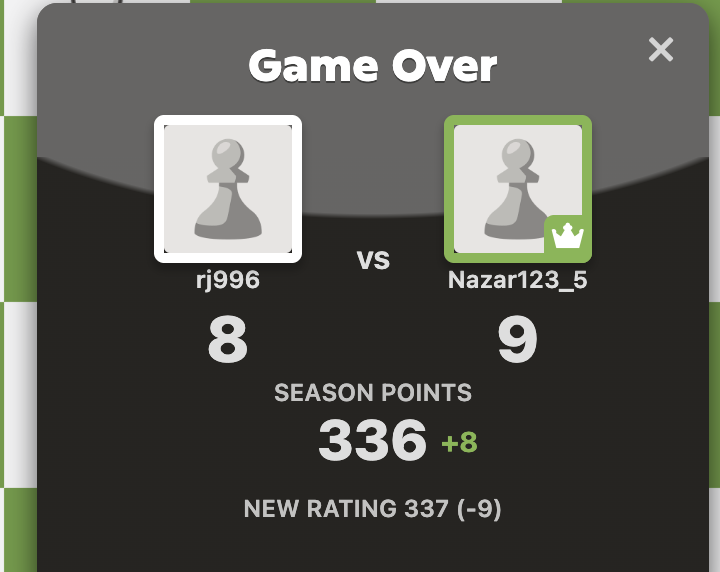 Game Over
vs
rj996
Nazar123_5
8
9
SEASON POINTS
336 +8
NEW RATING 337 (-9)